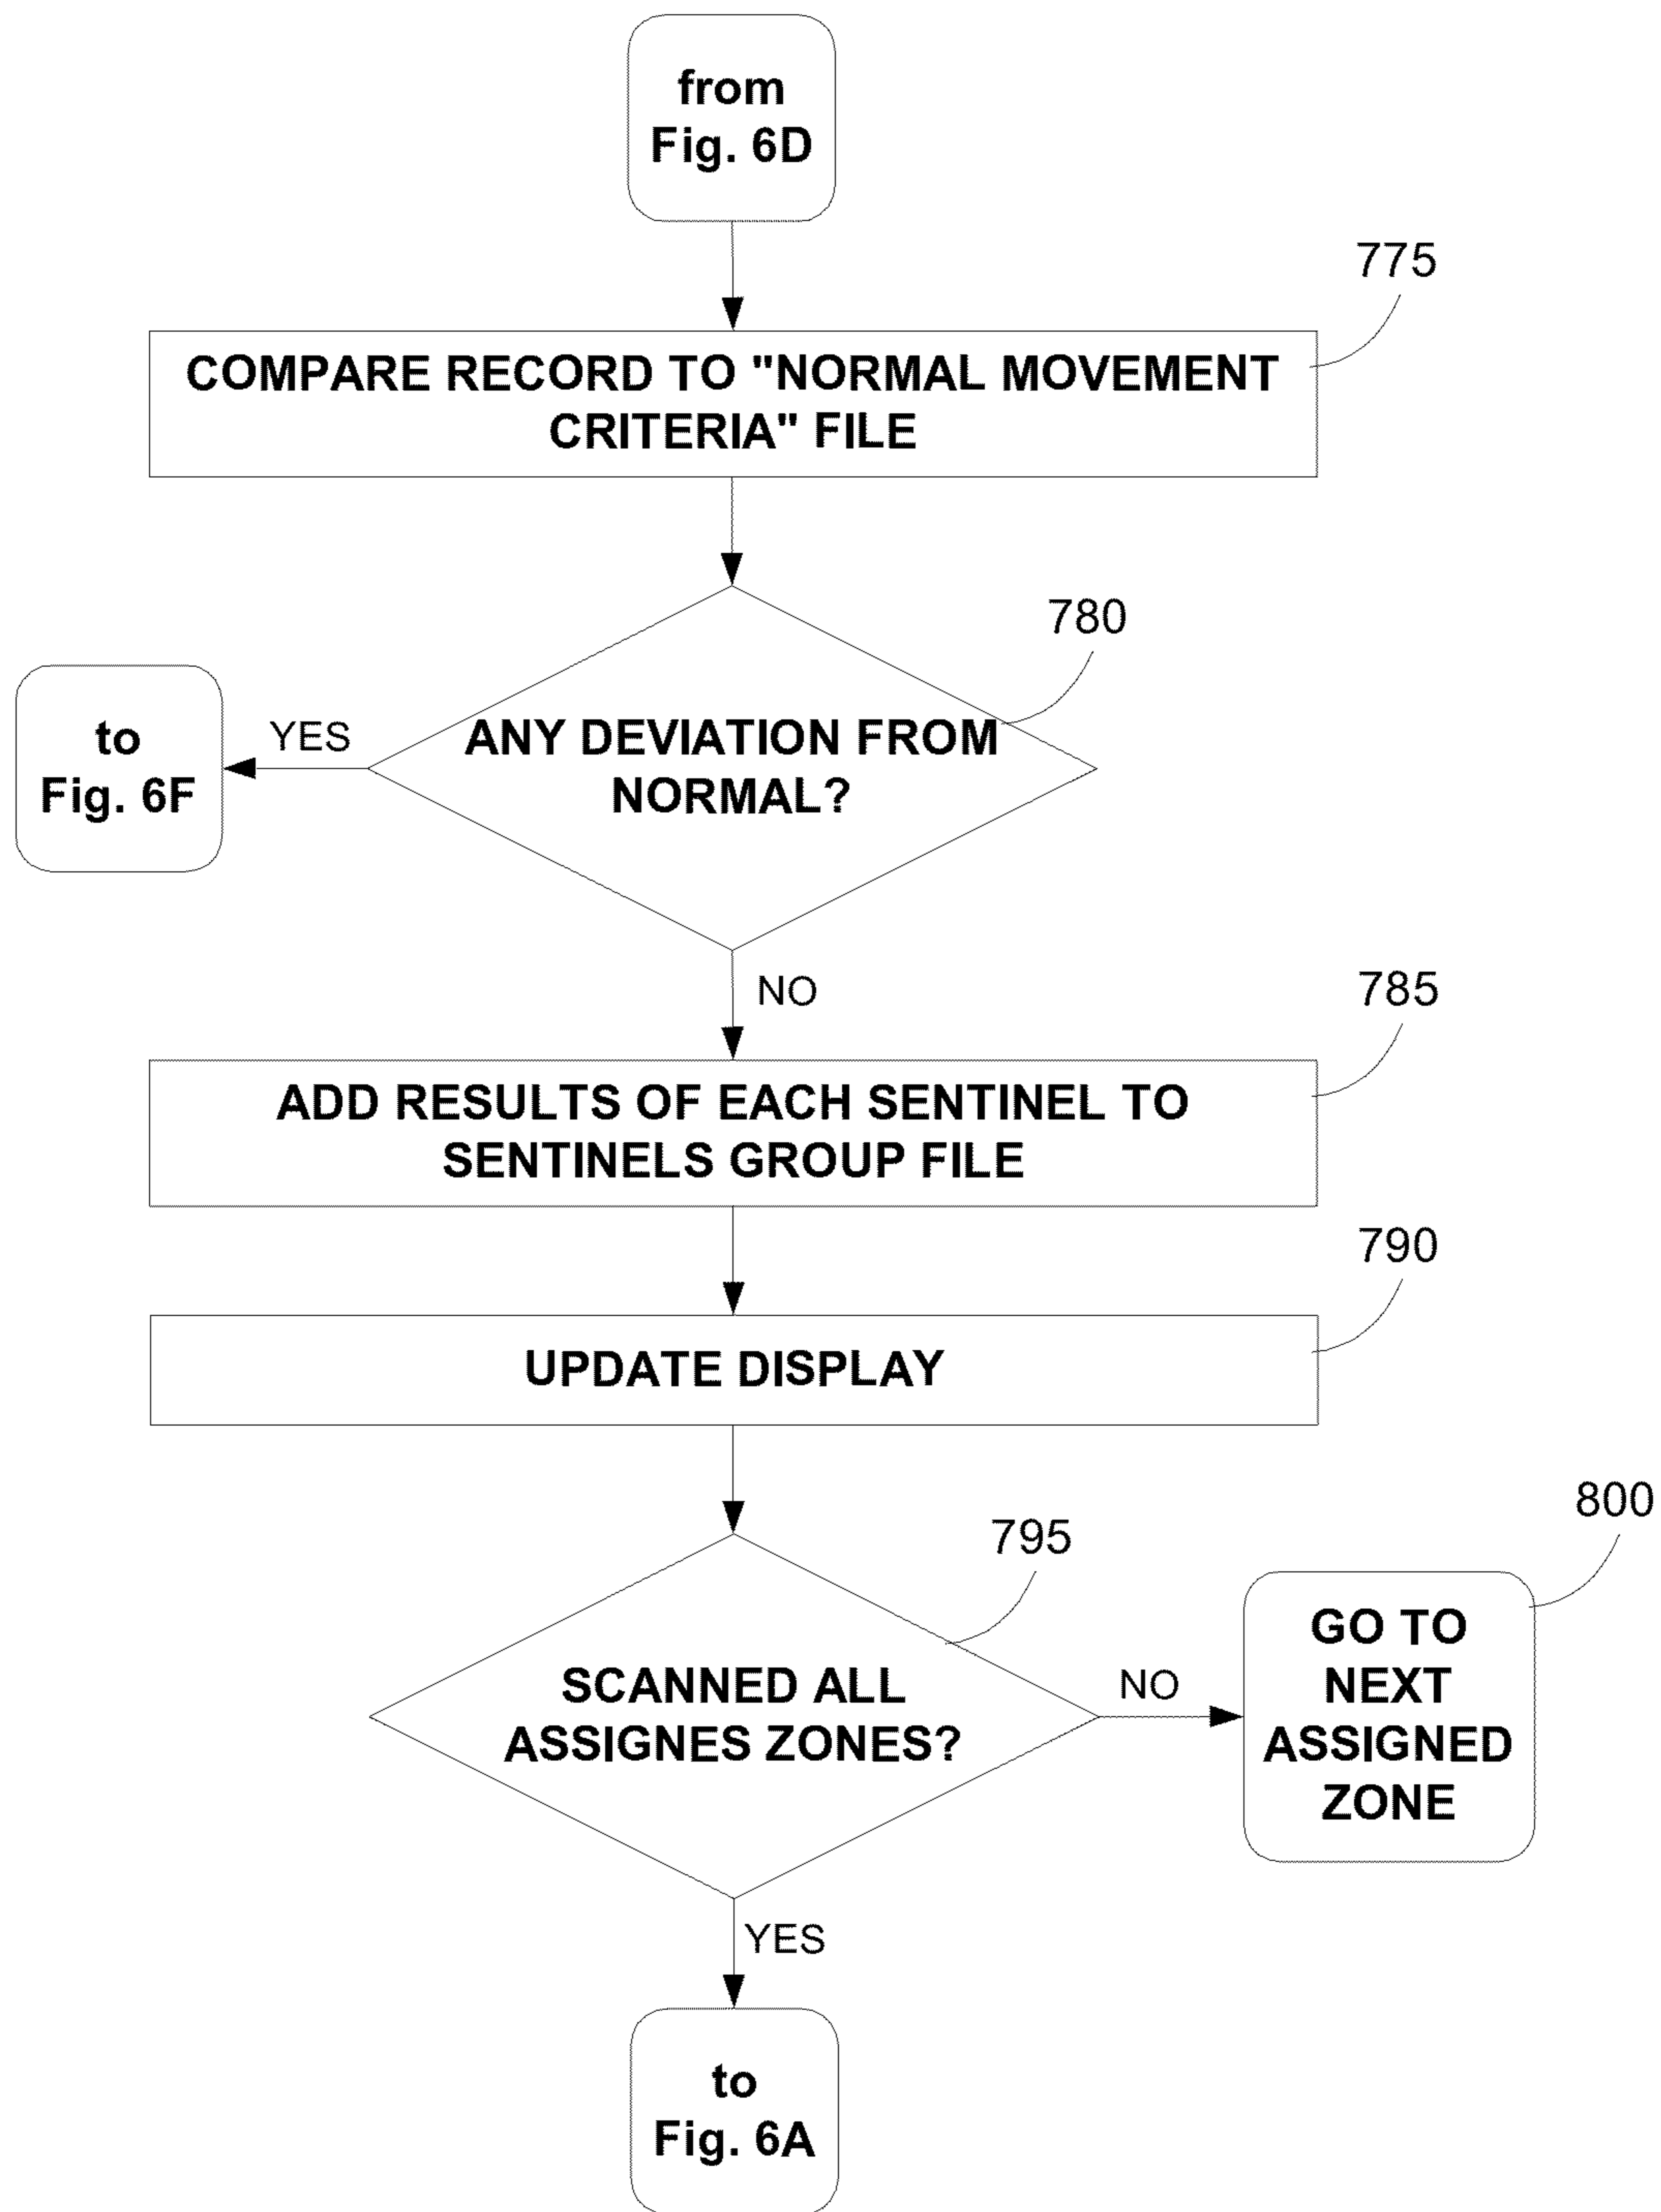 from
Fig. 6D
775
COMPARE RECORD TO "NORMAL MOVEMENT
CRITERIA" FILE
780
ANY DEVIATION FROM
NORMAL?
YES
to
Fig. 6F
NO
785
ADD RESULTS OF EACH SENTINEL TO
SENTINELS GROUP FILE
790
UPDATE DISPLAY
795
SCANNED ALL
ASSIGNES ZONES?
NO
800
GO TO
NEXT
ASSIGNED
ZONE
YES
to
Fig. 6A